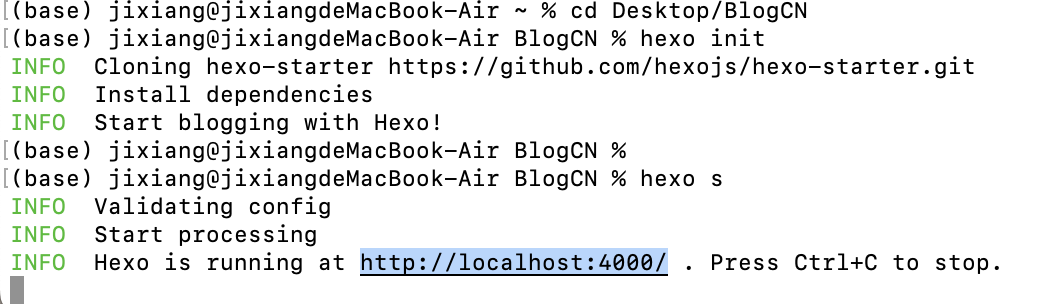 [(base) jixiang@jixiangdeMacBook-Air ~ % cd Desktop/BlogCN
[(base) jixiang@jixiangdeMacBook-Air BlogCN % hexo init
INFO  Cloning hexo-starter https://github.com/hexojs/hexo-starter.git
INFO  Install dependencies
INFO  Start blogging with Hexo!
[(base) jixiang@jixiangdeMacBook-Air BlogCN %
[(base) jixiang@jixiangdeMacBook-Air BlogCN % hexo s
INFO  Validating config
INFO  Start processing
INFO  Hexo is running at http://localhost:4000/ . Press Ctrl+C to stop.